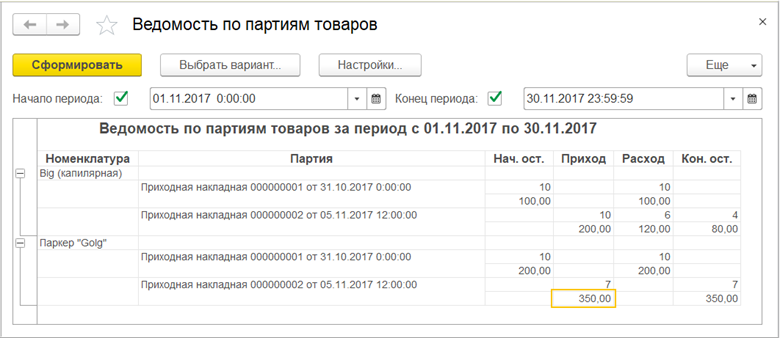 Ведомость по партиям товаров
Сформировать Выбрать вариант... Настройки... Еще
Начало периода: 01.11.2017 0:00:00 Конец периода: 30.11.2017 23:59:59
Ведомость по партиям товаров за период с 01.11.2017 по 30.11.2017
Номенклатура Партия Нач. ост. Приход Расход Кон. ост.
Big (капилярная)
Приходная накладная 000000001 от 31.10.2017 0:00:00 10 10
100,00 100,00
Приходная накладная 000000002 от 05.11.2017 12:00:00 10 6 4
200,00 120,00 80,00
Паркер "Golg"
Приходная накладная 000000001 от 31.10.2017 0:00:00 10 10
200,00 200,00
Приходная накладная 000000002 от 05.11.2017 12:00:00 7 7
350,00 350,00